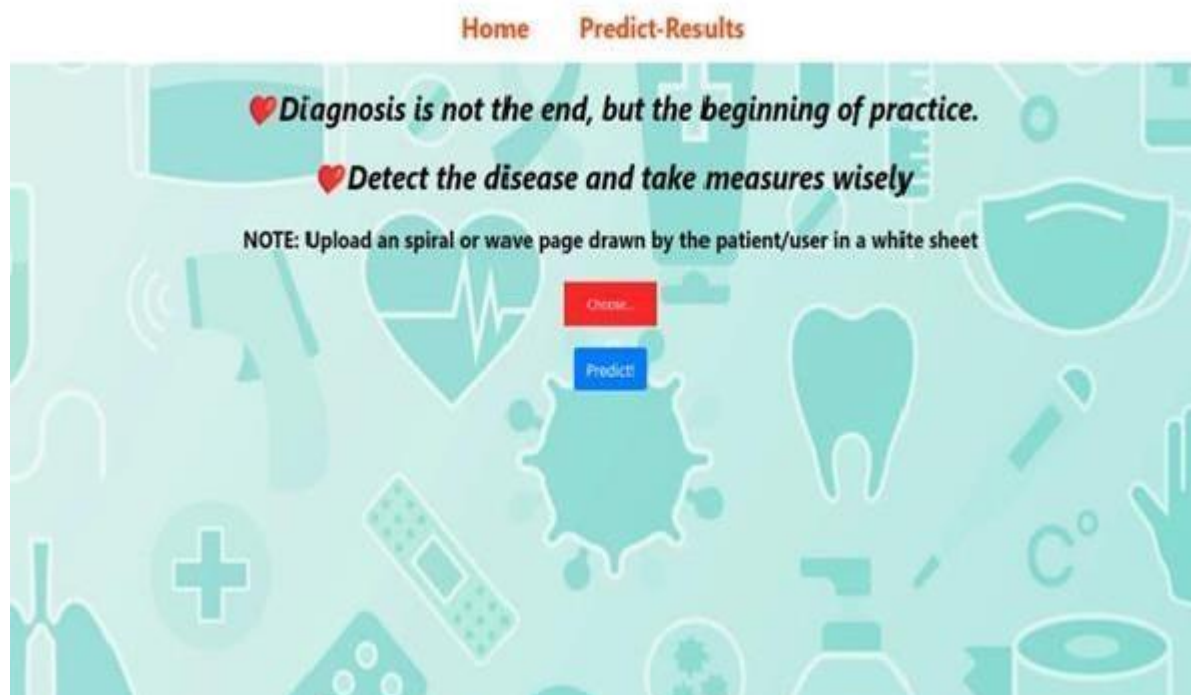 Home Predict-Results
❤Diagnosis is not the end, but the beginning of practice.
❤Detect the disease and take measures wisely
NOTE: Upload an spiral or wave page drawn by the patient/user in a white sheet
Choose...
Predict!
C°